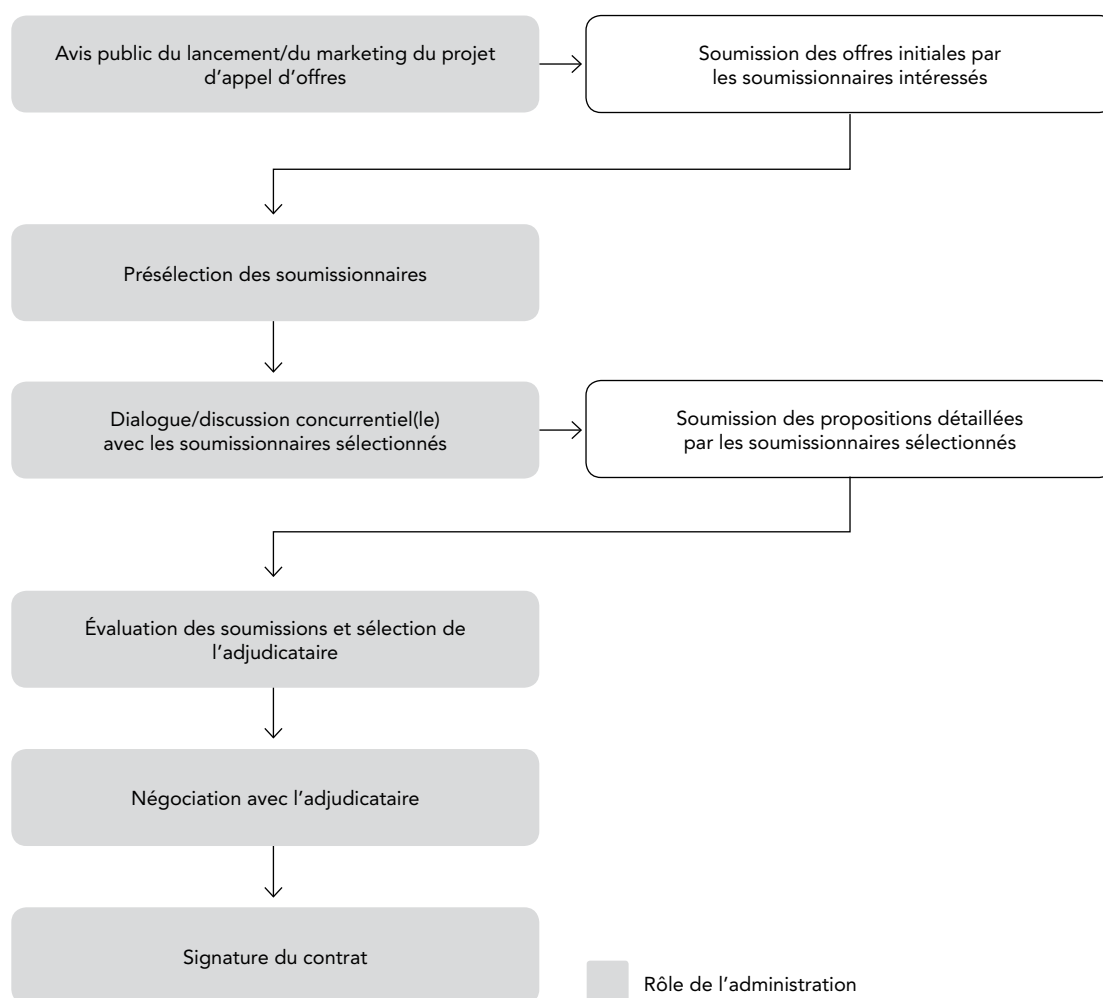 Avis public du lancement/du marketing du projet
d’appel d’offres
Soumission des offres initiales par
les soumissionnaires intéressés
Présélection des soumissionnaires
Dialogue/discussion concurrentiel(le)
avec les soumissionnaires sélectionnés
Soumission des propositions détaillées
par les soumissionnaires sélectionnés
Évaluation des soumissions et sélection de
l’adjudicataire
Négociation avec l’adjudicataire
Signature du contrat
Rôle de l’administration